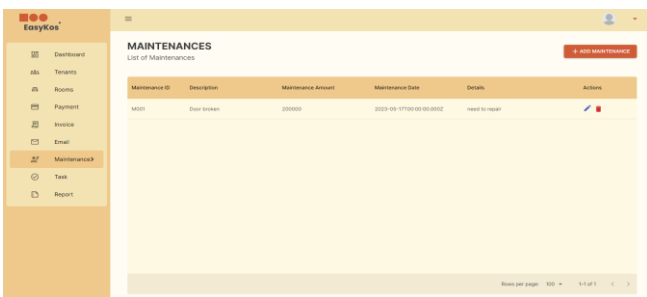 EasyKos
Dashboard
Tenants
Rooms
Payment
Invoice
Email
Maintenance
Task
Report
MAINTENANCES
List of Maintenances
+ ADD MAINTENANCE
Maintenance ID Description Maintenance Amount Maintenance Date Details Actions
M001 Door broken 200000 2023-05-17T00:00:00.000Z need to repair
Rows per page: 100 1-1 of 1